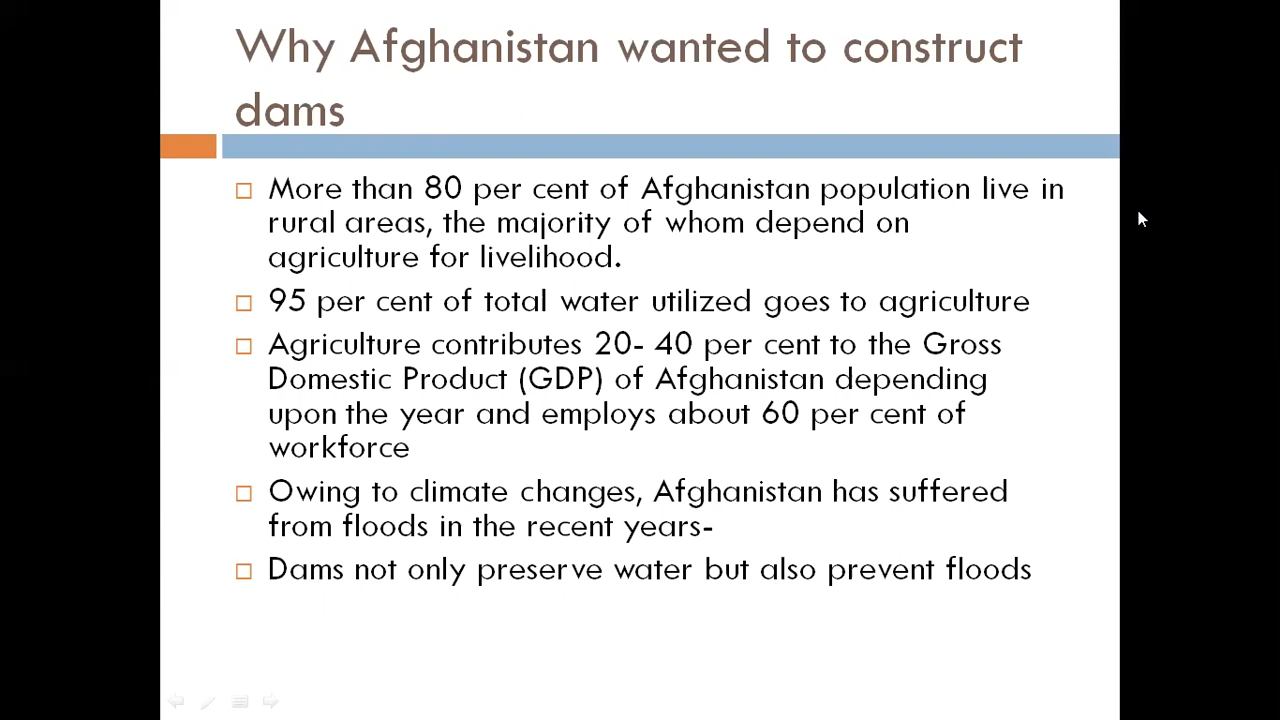 Why Afghanistan wanted to construct
dams
More than 80 per cent of Afghanistan population live in
rural areas, the majority of whom depend on
agriculture for livelihood.
95 per cent of total water utilized goes to agriculture
Agriculture contributes 20- 40 per cent to the Gross
Domestic Product (GDP) of Afghanistan depending
upon the year and employs about 60 per cent of
workforce
Owing to climate changes, Afghanistan has suffered
from floods in the recent years-
Dams not only preserve water but also prevent floods